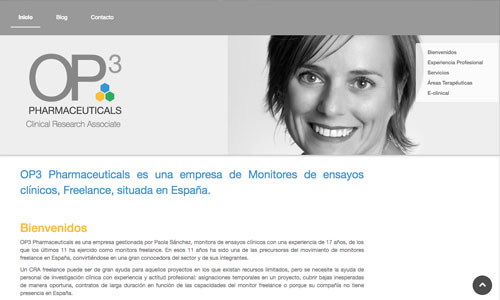 Inicio Blog Contacto
OP3
PHARMACEUTICALS
Clinical Research Associate
Bienvenidos
Experiencia Profesional
Servicios
Áreas Terapéuticas
E-clinical
OP3 Pharmaceuticals es una empresa de Monitores de ensayos
clínicos, Freelance, situada en España.
Bienvenidos
OP3 Pharmaceuticals es una empresa gestionada por Paola Sánchez, monitora de ensayos clínicos con una experiencia de 17 años, de los
que los últimos 11 ha ejercido como monitora freelance. En esos 11 años ha sido una de las precursoras del movimiento de monitores
freelance en España, convirtiéndose en una gran conocedora del sector y de sus integrantes.
Un CRA freelance puede ser de gran ayuda para aquellos proyectos en los que existan recursos limitados, pero se necesite la ayuda de
personal de investigación clínica con experiencia y actitud profesional: asignaciones temporales en un proyecto, cubrir bajas inesperadas
de manera oportuna, contratos de larga duración en función de las capacidades del monitor freelance o porque su compañía no tiene
presencia en España.